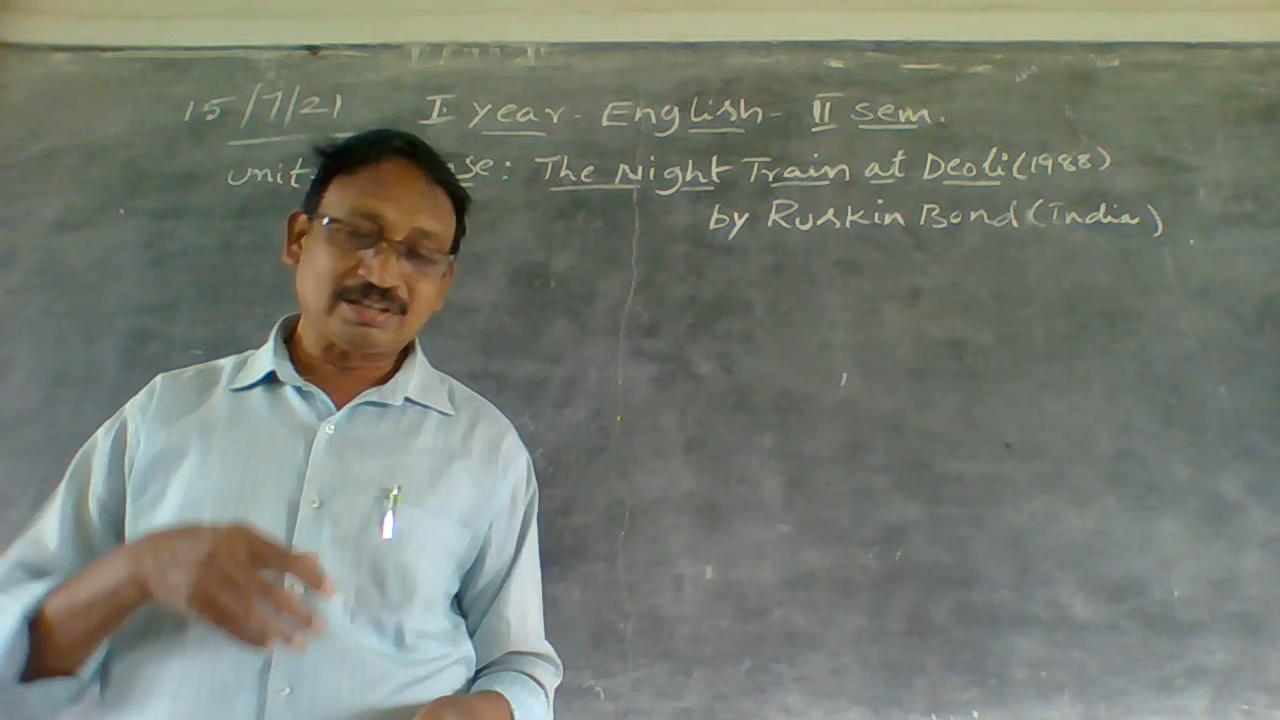 15/7/21 I year - English - II sem.
unit- se: The Night Train at Deoli (1988)
by Ruskin Bond (India)